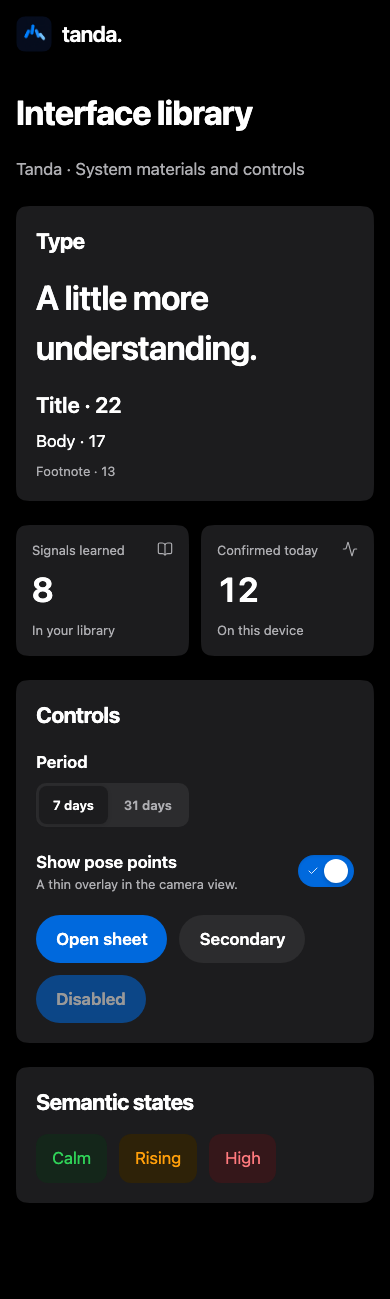 tanda.
Interface library
Tanda · System materials and controls
Type
A little more
understanding.
Title · 22
Body · 17
Footnote · 13
Signals learned
8
In your library
Confirmed today
12
On this device
Controls
Period
7 days
31 days
Show pose points
A thin overlay in the camera view.
Open sheet
Secondary
Disabled
Semantic states
Calm
Rising
High